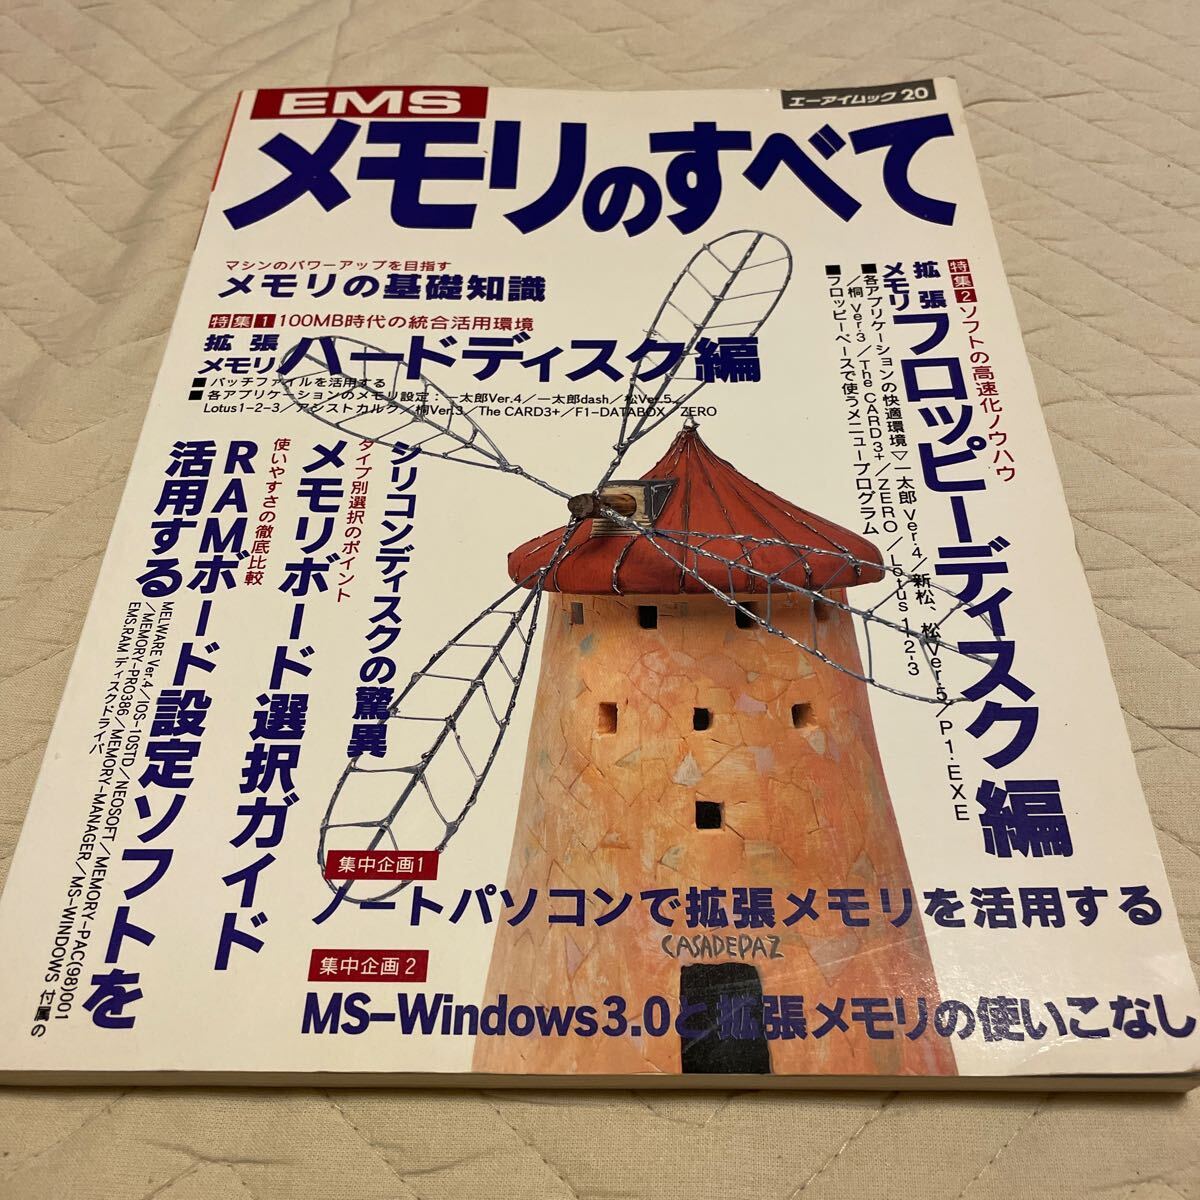 EMS
エーアイムック 20
メモリのすべて
マシンのパワーアップを目指す
メモリの基礎知識
特集1 100MB時代の統合活用環境
拡張メモリ ハードディスク編
■バッチファイルを活用する
■各アプリケーションのメモリ設定：一太郎Ver.4／一太郎dash／松Ver.5／
Lotus1-2-3／アシストカルク／桐Ver.3／The CARD3+／F1-DATABOX／ZERO
特集2 ソフトの高速化ノウハウ
拡張メモリ フロッピーディスク編
■各アプリケーションの快適環境▽一太郎Ver.4／新松、松Ver.5／P1.EXE
／桐Ver.3／The CARD3+／ZERO／Lotus1-2-3
■フロッピーベースで使うメニュープログラム
シリコンディスクの驚異
タイプ別選択のポイント
メモリボード選択ガイド
使いやすさの徹底比較
RAMボード設定ソフトを
活用する
MELWARE Ver.4／IOS-10STD／NEOSOFT／MEMORY-PAC(98)001
／MEMORY-PRO386／MEMORY-MANAGER／MS-WINDOWS付属の
EMS.RAMディスクドライバ
集中企画1
ノートパソコンで拡張メモリを活用する
CASADEPAZ
集中企画2
MS-Windows3.0と拡張メモリの使いこなし